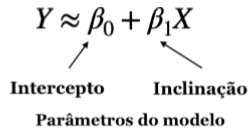 Y ≈ β₀ + β₁X
Intercepto Inclinação
Parâmetros do modelo